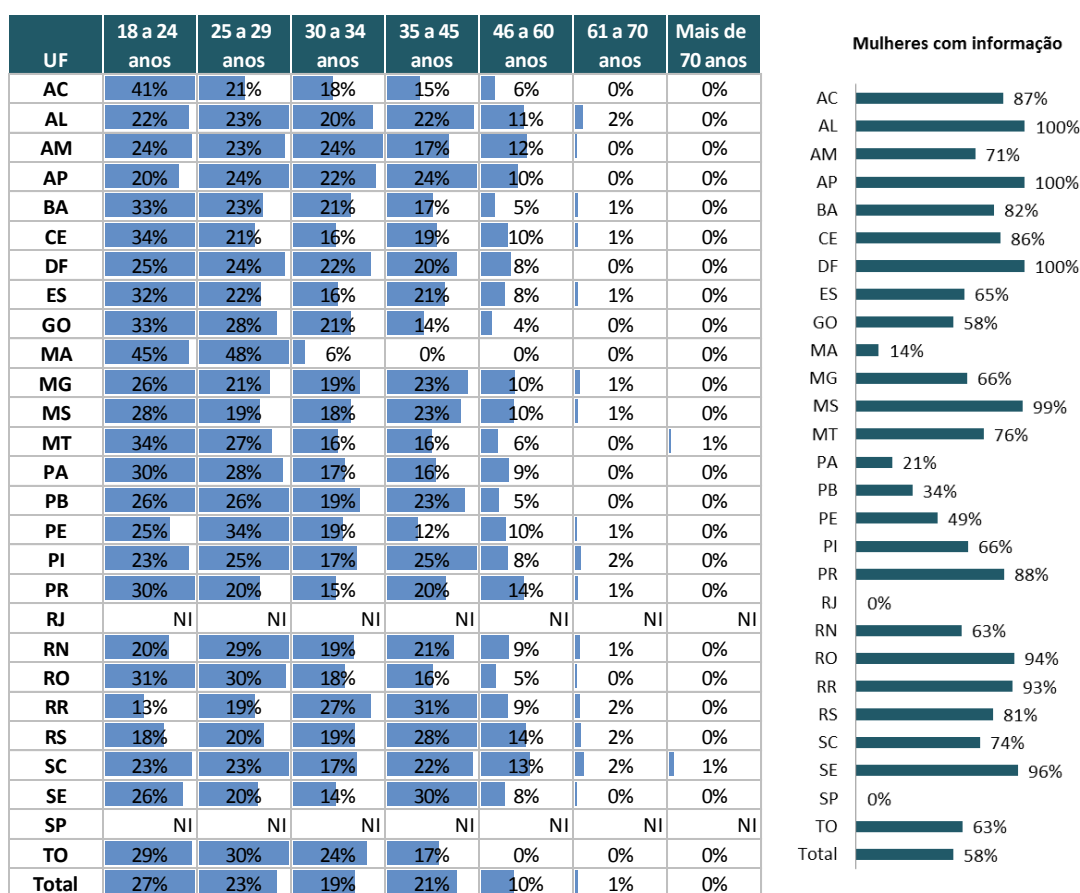 UF 18 a 24 anos 25 a 29 anos 30 a 34 anos 35 a 45 anos 46 a 60 anos 61 a 70 anos Mais de 70 anos
AC 41% 21% 18% 15% 6% 0% 0%
AL 22% 23% 20% 22% 11% 2% 0%
AM 24% 23% 24% 17% 12% 0% 0%
AP 20% 24% 22% 24% 10% 0% 0%
BA 33% 23% 21% 17% 5% 1% 0%
CE 34% 21% 16% 19% 10% 1% 0%
DF 25% 24% 22% 20% 8% 0% 0%
ES 32% 22% 16% 21% 8% 1% 0%
GO 33% 28% 21% 14% 4% 0% 0%
MA 45% 48% 6% 0% 0% 0% 0%
MG 26% 21% 19% 23% 10% 1% 0%
MS 28% 19% 18% 23% 10% 1% 0%
MT 34% 27% 16% 16% 6% 0% 1%
PA 30% 28% 17% 16% 9% 0% 0%
PB 26% 26% 19% 23% 5% 0% 0%
PE 25% 34% 19% 12% 10% 1% 0%
PI 23% 25% 17% 25% 8% 2% 0%
PR 30% 20% 15% 20% 14% 1% 0%
RJ NI NI NI NI NI NI NI
RN 20% 29% 19% 21% 9% 1% 0%
RO 31% 30% 18% 16% 5% 0% 0%
RR 13% 19% 27% 31% 9% 2% 0%
RS 18% 20% 19% 28% 14% 2% 0%
SC 23% 23% 17% 22% 13% 2% 1%
SE 26% 20% 14% 30% 8% 0% 0%
SP NI NI NI NI NI NI NI
TO 29% 30% 24% 17% 0% 0% 0%
Total 27% 23% 19% 21% 10% 1% 0%
Mulheres com informação
AC 87%
AL 100%
AM 71%
AP 100%
BA 82%
CE 86%
DF 100%
ES 65%
GO 58%
MA 14%
MG 66%
MS 99%
MT 76%
PA 21%
PB 34%
PE 49%
PI 66%
PR 88%
RJ 0%
RN 63%
RO 94%
RR 93%
RS 81%
SC 74%
SE 96%
SP 0%
TO 63%
Total 58%